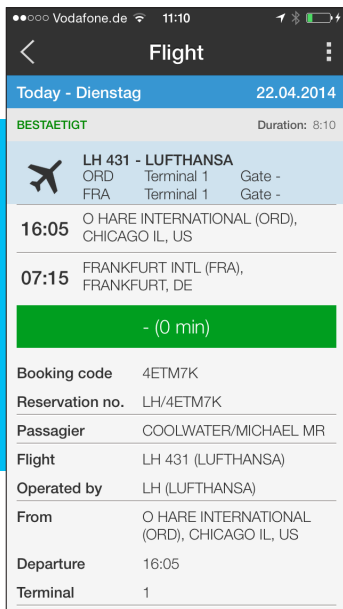 Vodafone.de 11:10
Flight
Today - Dienstag 22.04.2014
BESTAETIGT Duration: 8:10
LH 431 - LUFTHANSA
ORD Terminal 1 Gate -
FRA Terminal 1 Gate -
16:05 O HARE INTERNATIONAL (ORD),
CHICAGO IL, US
07:15 FRANKFURT INTL (FRA),
FRANKFURT, DE
- (0 min)
Booking code 4ETM7K
Reservation no. LH/4ETM7K
Passagier COOLWATER/MICHAEL MR
Flight LH 431 (LUFTHANSA)
Operated by LH (LUFTHANSA)
From O HARE INTERNATIONAL
(ORD), CHICAGO IL, US
Departure 16:05
Terminal 1